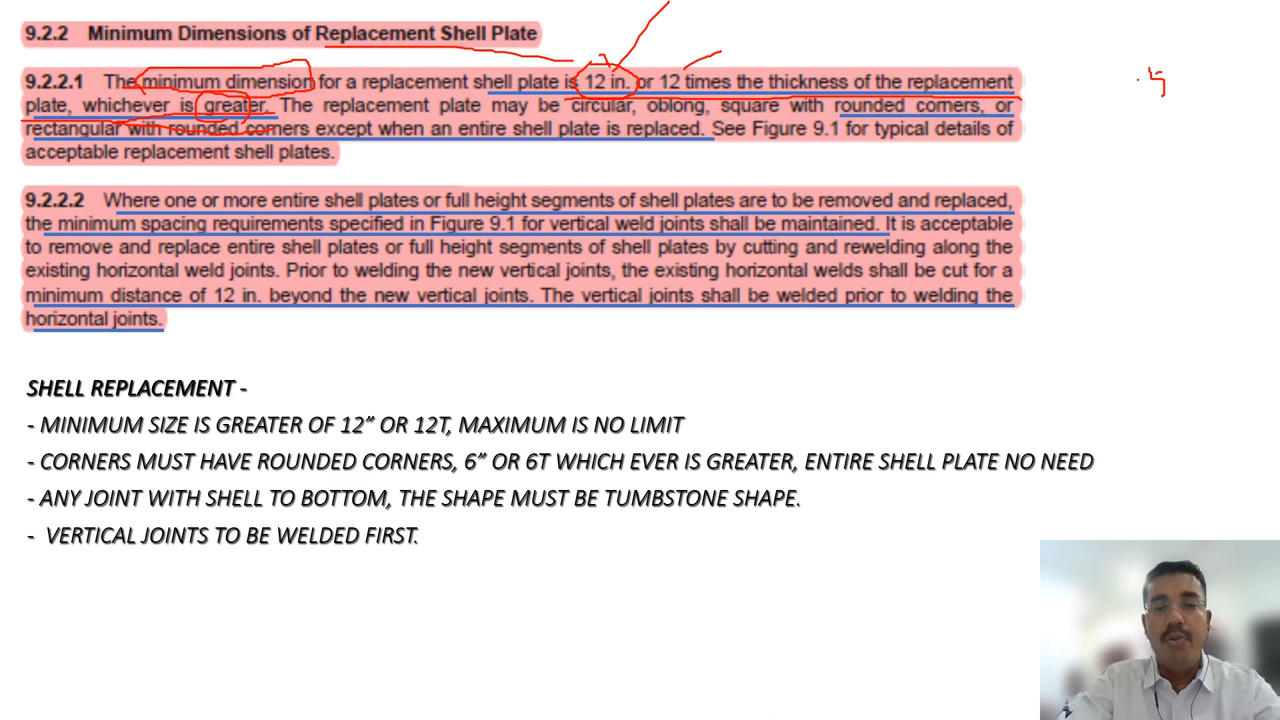 9.2.2 Minimum Dimensions of Replacement Shell Plate
9.2.2.1 The minimum dimension for a replacement shell plate is 12 in. or 12 times the thickness of the replacement
plate, whichever is greater. The replacement plate may be circular, oblong, square with rounded corners, or
rectangular with rounded corners except when an entire shell plate is replaced. See Figure 9.1 for typical details of
acceptable replacement shell plates.
9.2.2.2 Where one or more entire shell plates or full height segments of shell plates are to be removed and replaced,
the minimum spacing requirements specified in Figure 9.1 for vertical weld joints shall be maintained. It is acceptable
to remove and replace entire shell plates or full height segments of shell plates by cutting and rewelding along the
existing horizontal weld joints. Prior to welding the new vertical joints, the existing horizontal welds shall be cut for a
minimum distance of 12 in. beyond the new vertical joints. The vertical joints shall be welded prior to welding the
horizontal joints.
SHELL REPLACEMENT -
- MINIMUM SIZE IS GREATER OF 12” OR 12T, MAXIMUM IS NO LIMIT
- CORNERS MUST HAVE ROUNDED CORNERS, 6” OR 6T WHICH EVER IS GREATER, ENTIRE SHELL PLATE NO NEED
- ANY JOINT WITH SHELL TO BOTTOM, THE SHAPE MUST BE TUMBSTONE SHAPE.
- VERTICAL JOINTS TO BE WELDED FIRST.